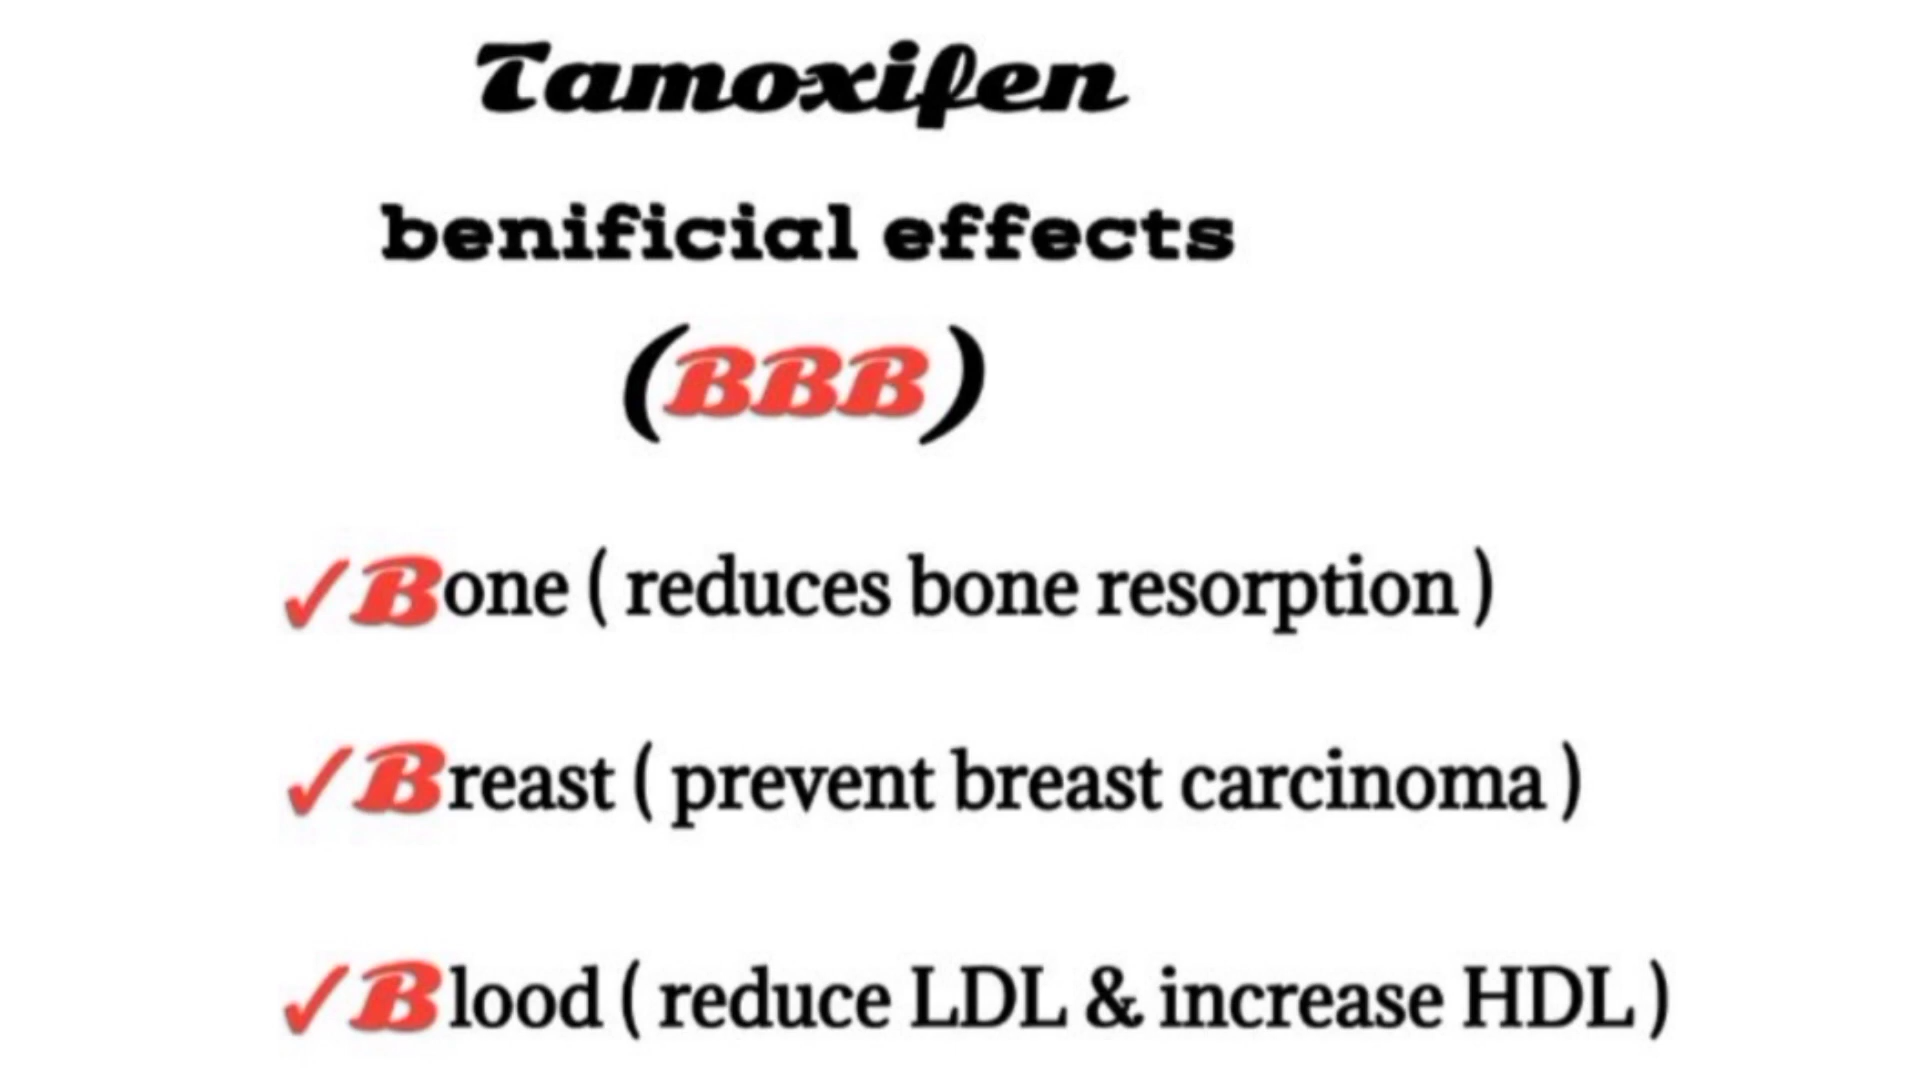 Tamoxifen
benificial effects
(BBB)
✓Bone ( reduces bone resorption )
✓Breast ( prevent breast carcinoma )
✓Blood ( reduce LDL & increase HDL )